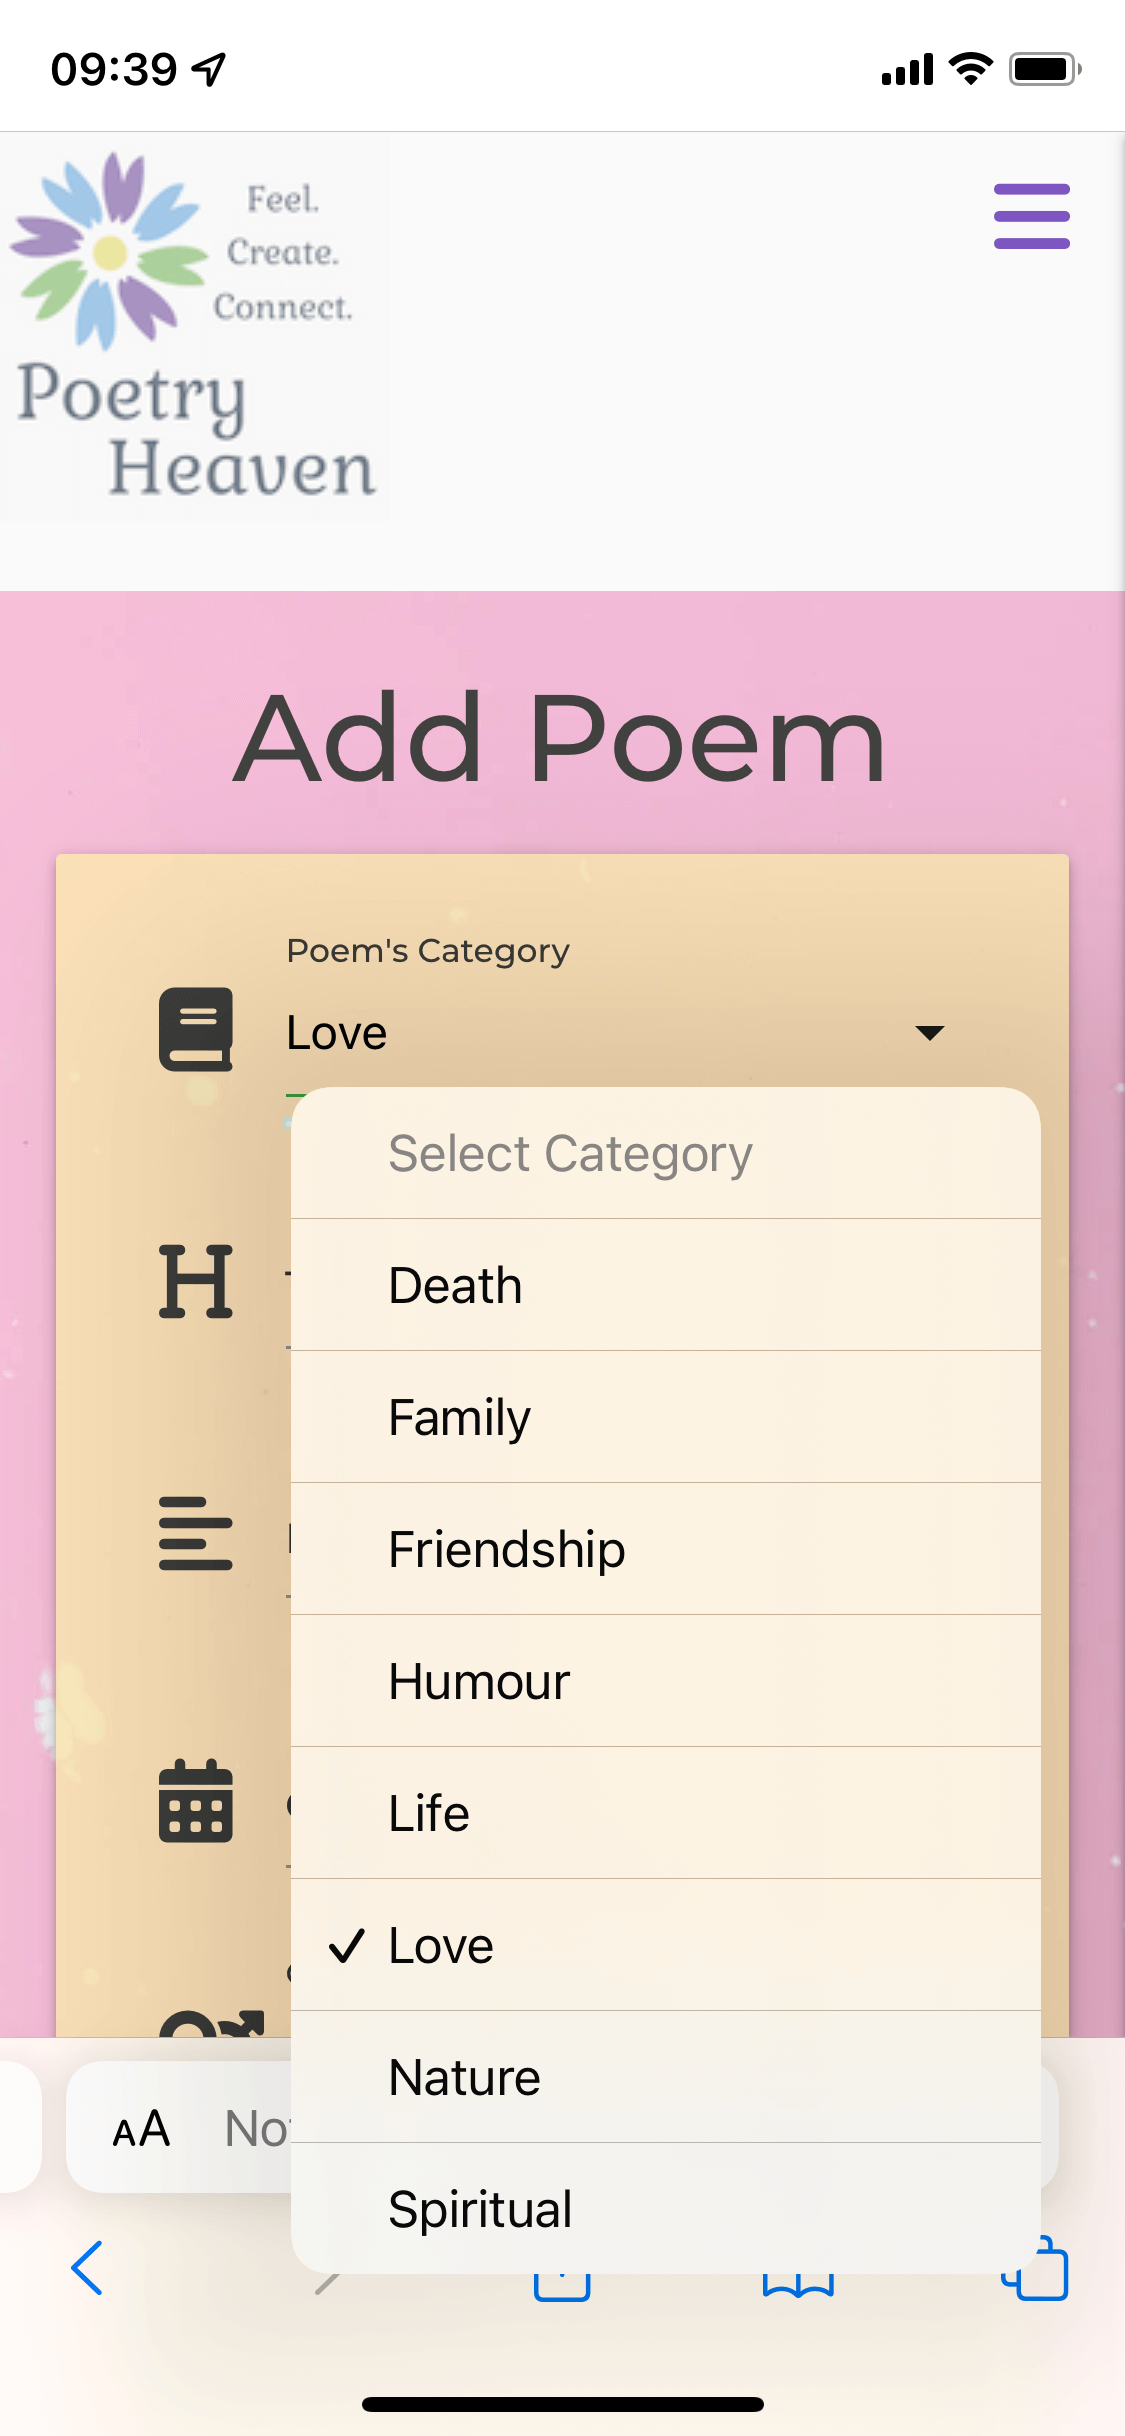 09:39
Feel.
Create.
Connect.
Poetry
Heaven
Add Poem
Poem's Category
Love
Select Category
Death
Family
Friendship
Humour
Life
Love
Nature
Spiritual
AA